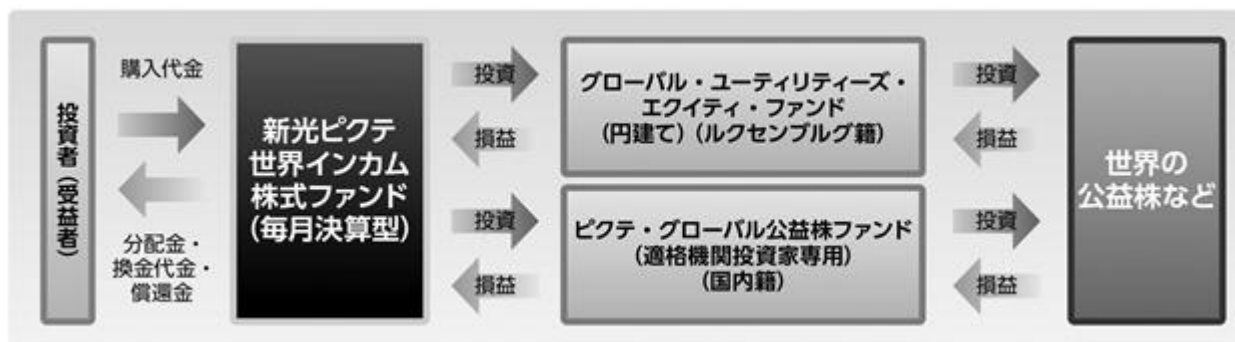 投資者(受益者)
購入代金
分配金・
換金代金・
償還金
新光ピクテ
世界インカム
株式ファンド
(毎月決算型)
投資
損益
投資
損益
グローバル・ユーティリティーズ・
エクイティ・ファンド
(円建て)(ルクセンブルグ籍)
ピクテ・グローバル公益株ファンド
(適格機関投資家専用)
(国内籍)
投資
損益
投資
損益
世界の
公益株など